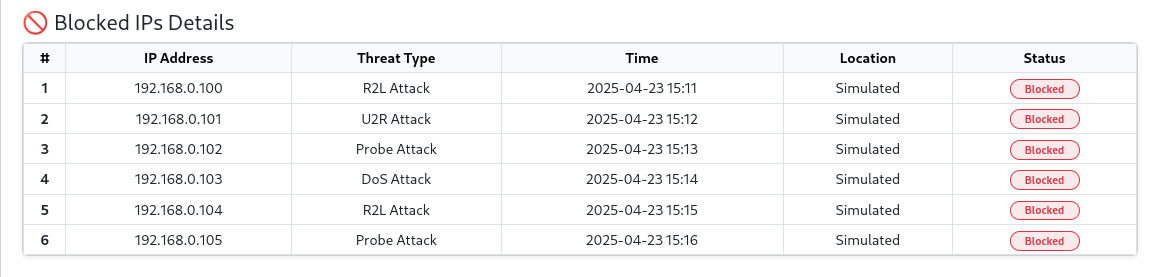 Blocked IPs Details
# IP Address Threat Type Time Location Status
1 192.168.0.100 R2L Attack 2025-04-23 15:11 Simulated Blocked
2 192.168.0.101 U2R Attack 2025-04-23 15:12 Simulated Blocked
3 192.168.0.102 Probe Attack 2025-04-23 15:13 Simulated Blocked
4 192.168.0.103 DoS Attack 2025-04-23 15:14 Simulated Blocked
5 192.168.0.104 R2L Attack 2025-04-23 15:15 Simulated Blocked
6 192.168.0.105 Probe Attack 2025-04-23 15:16 Simulated Blocked